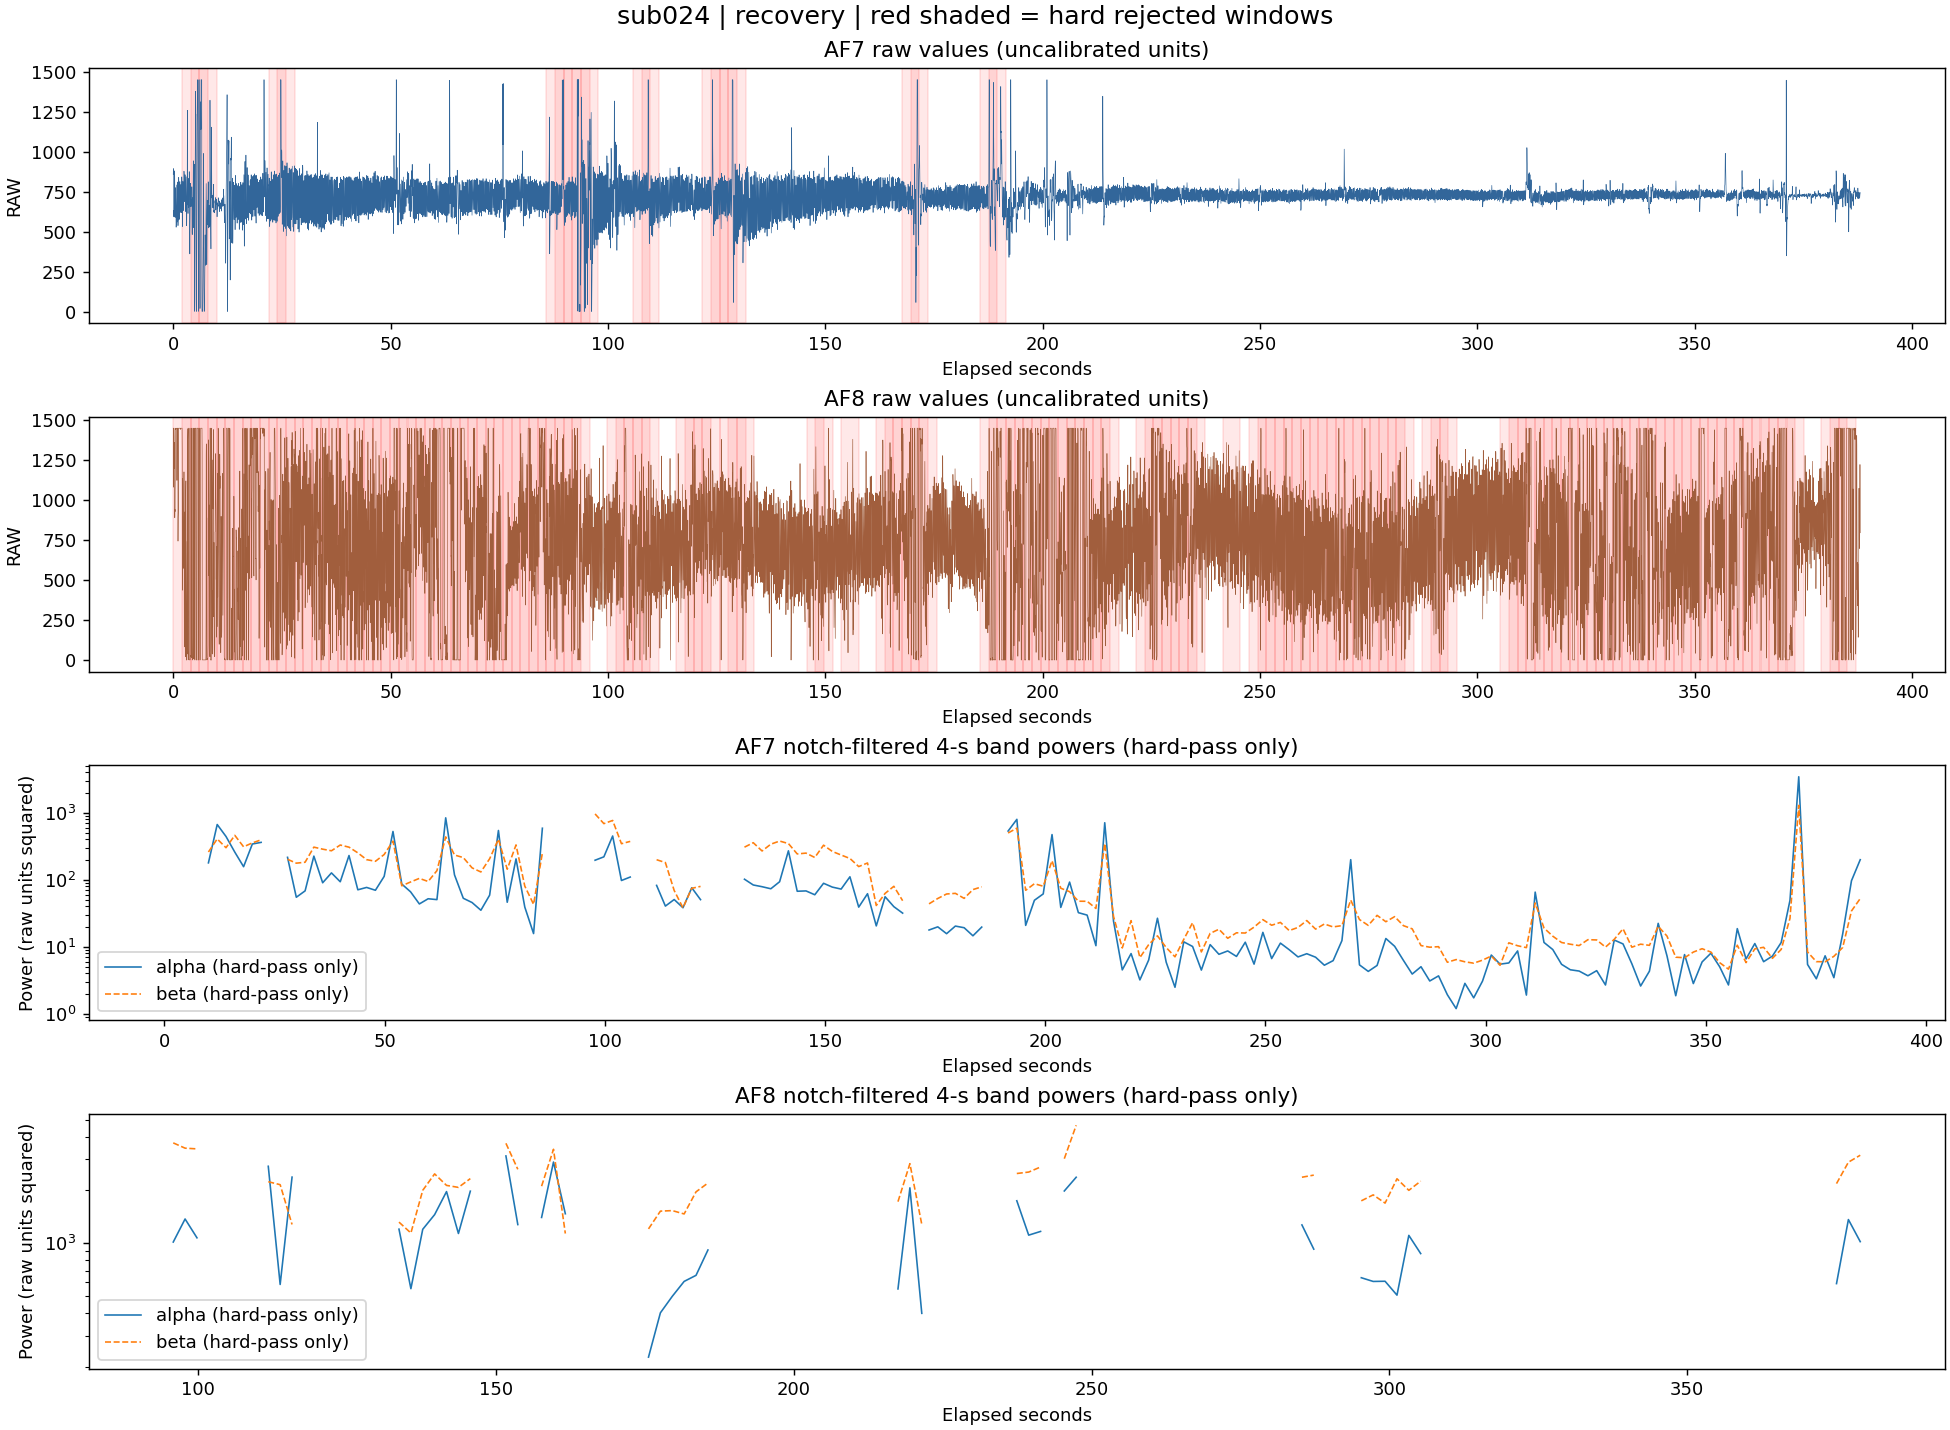 sub024 | recovery | red shaded = hard rejected windows
AF7 raw values (uncalibrated units)
RAW
1500
1250
1000
750
500
250
0
0 50 100 150 200 250 300 350 400
Elapsed seconds
AF8 raw values (uncalibrated units)
RAW
1500
1250
1000
750
500
250
0
0 50 100 150 200 250 300 350 400
Elapsed seconds
AF7 notch-filtered 4-s band powers (hard-pass only)
Power (raw units squared)
10³
10²
10¹
10⁰
alpha (hard-pass only)
beta (hard-pass only)
0 50 100 150 200 250 300 350 400
Elapsed seconds
AF8 notch-filtered 4-s band powers (hard-pass only)
Power (raw units squared)
10³
alpha (hard-pass only)
beta (hard-pass only)
100 150 200 250 300 350
Elapsed seconds